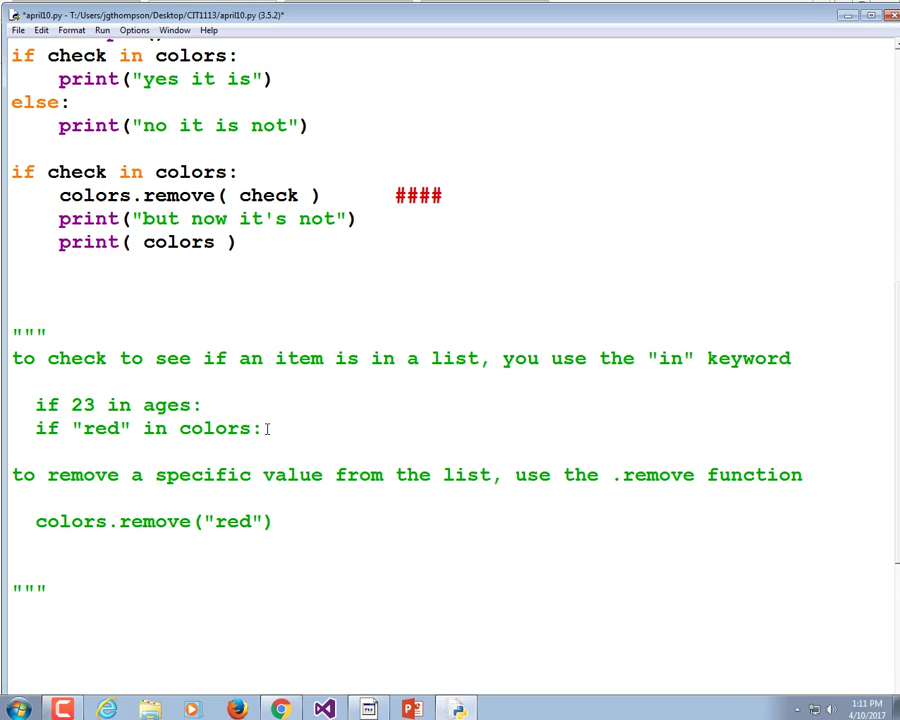 *april10.py - T:/Users/jgthompson/Desktop/CIT1113/april10.py (3.5.2)*
File Edit Format Run Options Window Help
if check in colors:
    print("yes it is")
else:
    print("no it is not")
if check in colors:
    colors.remove( check )      ####
    print("but now it's not")
    print( colors )
"""
to check to see if an item is in a list, you use the "in" keyword
  if 23 in ages:
  if "red" in colors:
to remove a specific value from the list, use the .remove function
  colors.remove("red")
"""
1:11 PM
4/10/2017